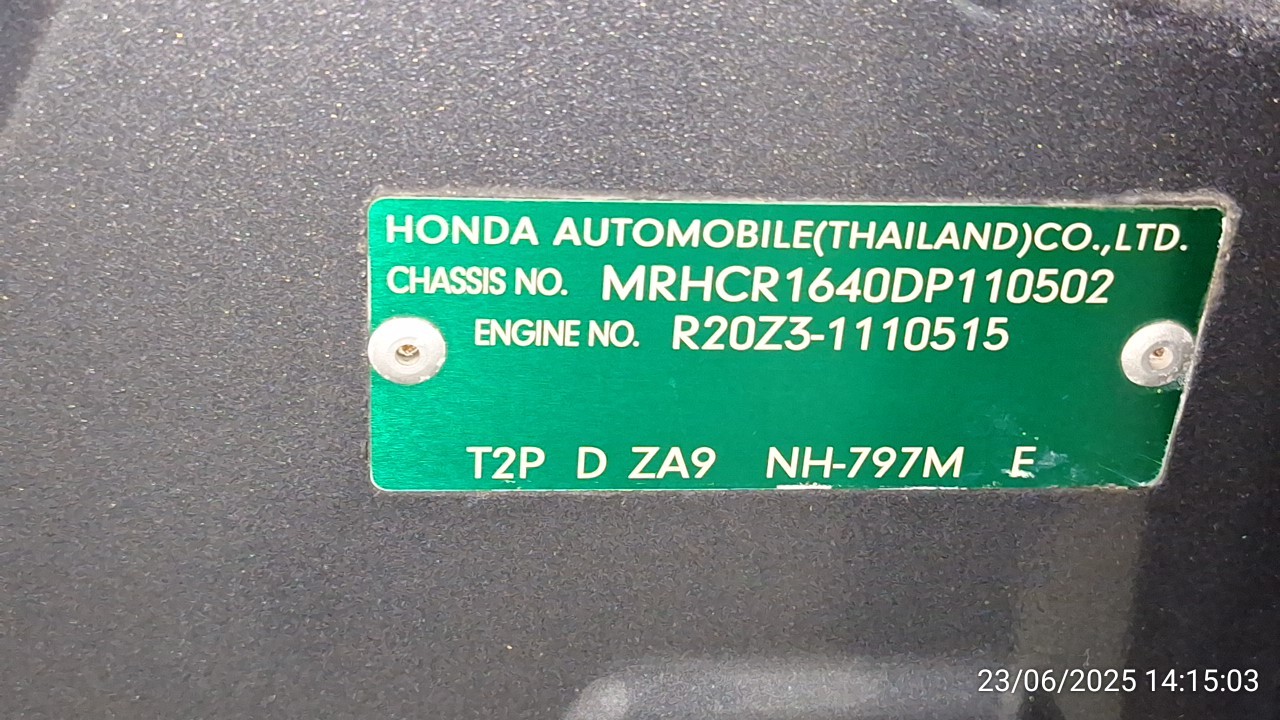 HONDA AUTOMOBILE(THAILAND)CO.,LTD.
CHASSIS NO. MRHCR1640DP110502
ENGINE NO. R20Z3-1110515
T2P D ZA9 NH-797M E
23/06/2025 14:15:03